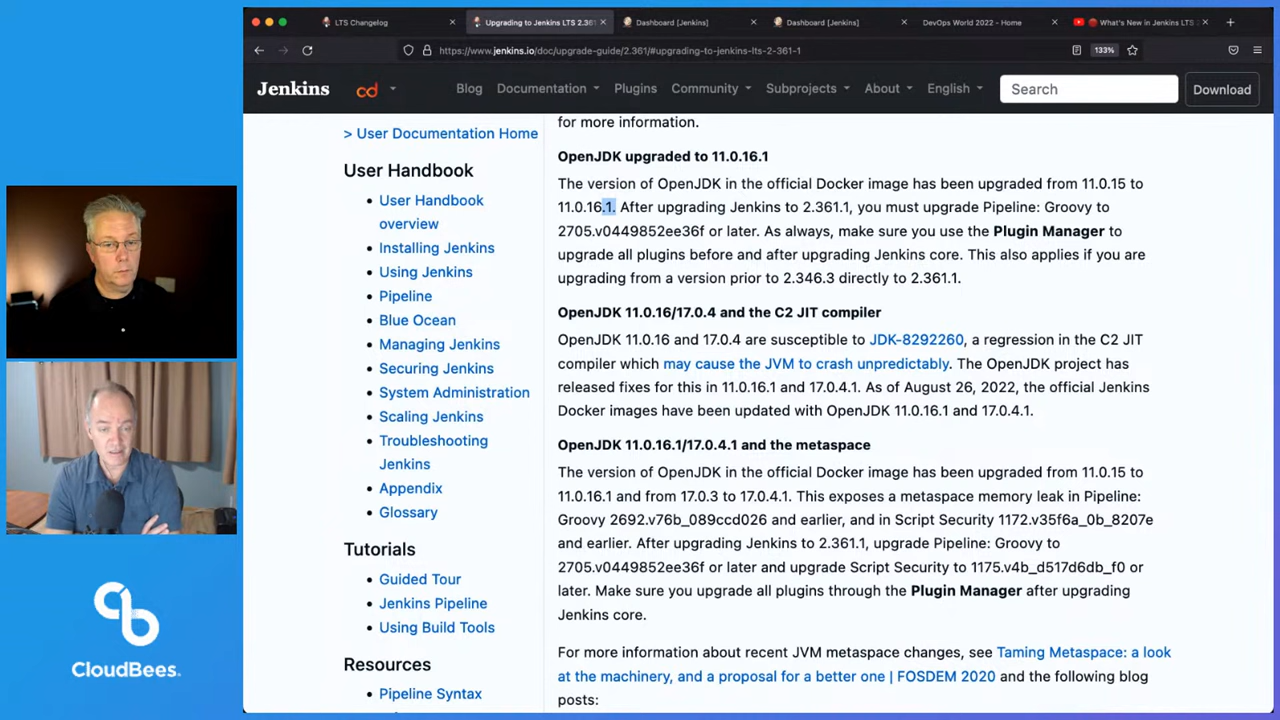 LTS Changelog
Upgrading to Jenkins LTS 2.361
Dashboard [Jenkins]
Dashboard [Jenkins]
DevOps World 2022 - Home
What's New in Jenkins LTS 2
https://www.jenkins.io/doc/upgrade-guide/2.361/#upgrading-to-jenkins-lts-2-361-1
133%
Jenkins
cd
Blog
Documentation
Plugins
Community
Subprojects
About
English
Search
Download
> User Documentation Home
User Handbook
User Handbook
overview
Installing Jenkins
Using Jenkins
Pipeline
Blue Ocean
Managing Jenkins
Securing Jenkins
System Administration
Scaling Jenkins
Troubleshooting
Jenkins
Appendix
Glossary
Tutorials
Guided Tour
Jenkins Pipeline
Using Build Tools
Resources
Pipeline Syntax
for more information.
OpenJDK upgraded to 11.0.16.1
The version of OpenJDK in the official Docker image has been upgraded from 11.0.15 to
11.0.16.1. After upgrading Jenkins to 2.361.1, you must upgrade Pipeline: Groovy to
2705.v0449852ee36f or later. As always, make sure you use the Plugin Manager to
upgrade all plugins before and after upgrading Jenkins core. This also applies if you are
upgrading from a version prior to 2.346.3 directly to 2.361.1.
OpenJDK 11.0.16/17.0.4 and the C2 JIT compiler
OpenJDK 11.0.16 and 17.0.4 are susceptible to JDK-8292260, a regression in the C2 JIT
compiler which may cause the JVM to crash unpredictably. The OpenJDK project has
released fixes for this in 11.0.16.1 and 17.0.4.1. As of August 26, 2022, the official Jenkins
Docker images have been updated with OpenJDK 11.0.16.1 and 17.0.4.1.
OpenJDK 11.0.16.1/17.0.4.1 and the metaspace
The version of OpenJDK in the official Docker image has been upgraded from 11.0.15 to
11.0.16.1 and from 17.0.3 to 17.0.4.1. This exposes a metaspace memory leak in Pipeline:
Groovy 2692.v76b_089ccd026 and earlier, and in Script Security 1172.v35f6a_0b_8207e
and earlier. After upgrading Jenkins to 2.361.1, upgrade Pipeline: Groovy to
2705.v0449852ee36f or later and upgrade Script Security to 1175.v4b_d517d6db_f0 or
later. Make sure you upgrade all plugins through the Plugin Manager after upgrading
Jenkins core.
For more information about recent JVM metaspace changes, see Taming Metaspace: a look
at the machinery, and a proposal for a better one | FOSDEM 2020 and the following blog
posts:
CloudBees.